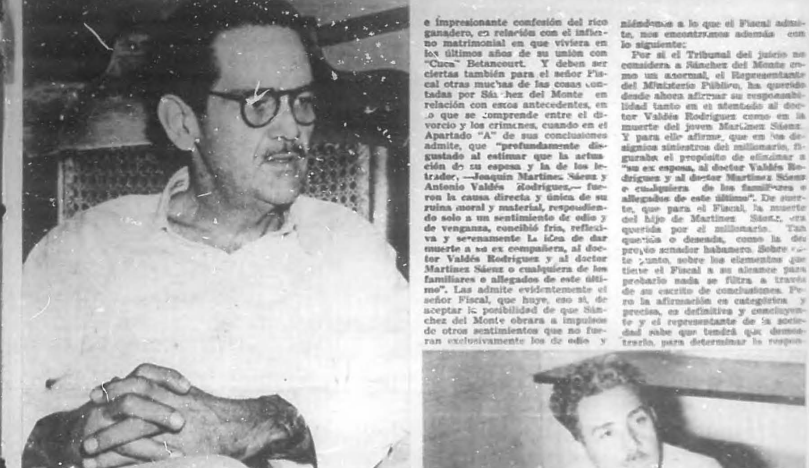 e impresionante confesión del rico
ganadero, en relación con el infier-
no matrimonial en que viviera en
los últimos años de su unión con
"Cuca" Betancourt. Y deben ser
ciertas también para el señor Fis-
cal otras muchas de las cosas con-
tadas por Sánchez del Monte en
relación con estos antecedentes, en
lo que se comprende entre el di-
vorcio y los crímenes, cuando en el
Apartado "A" de sus conclusiones
admite, que "profundamente dis-
gustado al estimar que la actua-
ción de su esposa y la de los le-
trados, —Joaquín Martínez Sáenz y
Antonio Valdés Rodríguez,— fue-
ron la causa directa y única de su
ruina moral y material, respondien-
do solo a un sentimiento de odio y
de venganza, concibió fría, reflexi-
va y serenamente la idea de dar
muerte a su ex compañera, al doc-
tor Valdés Rodríguez y al doctor
Martínez Sáenz o cualquiera de los
familiares o allegados de este últi-
mo". Las admite evidentemente el
señor Fiscal, que huye, eso sí, de
aceptar la posibilidad de que Sán-
chez del Monte obrara a impulsos
de otros sentimientos que no fue-
ran exclusivamente los de odio y
niéndonos a lo que el Fiscal admi-
te, nos encontramos además con
lo siguiente:
Por si el Tribunal del juicio no
considera a Sánchez del Monte co-
mo un anormal, el Representante
del Ministerio Público, ha querido
desde ahora afirmar su responsabi-
lidad tanto en el atentado al doc-
tor Valdés Rodríguez como en la
muerte del joven Martínez Sáenz.
Y para ello afirma, que en los de-
signios siniestros del millonario, fi-
guraba el propósito de eliminar a
"su ex esposa, al doctor Valdés Ro-
dríguez y al doctor Martínez Sáenz
o cualquiera de los familiares o
allegados de este último". De suer-
te, que para el Fiscal, la muerte
del hijo de Martínez Sáenz, era
querida por el millonario. Tan
querida o deseada, como la del
propio senador habanero. Sobre es-
te punto, sobre los elementos que
tiene el Fiscal a su alcance para
probarlo nada se filtra a través
de su escrito de conclusiones. Pe-
ro la afirmación es categórica y
precisa, es definitiva y concluyen-
te y el representante de la socie-
dad sabe que tendrá que demos-
trarlo, para determinar la respon-